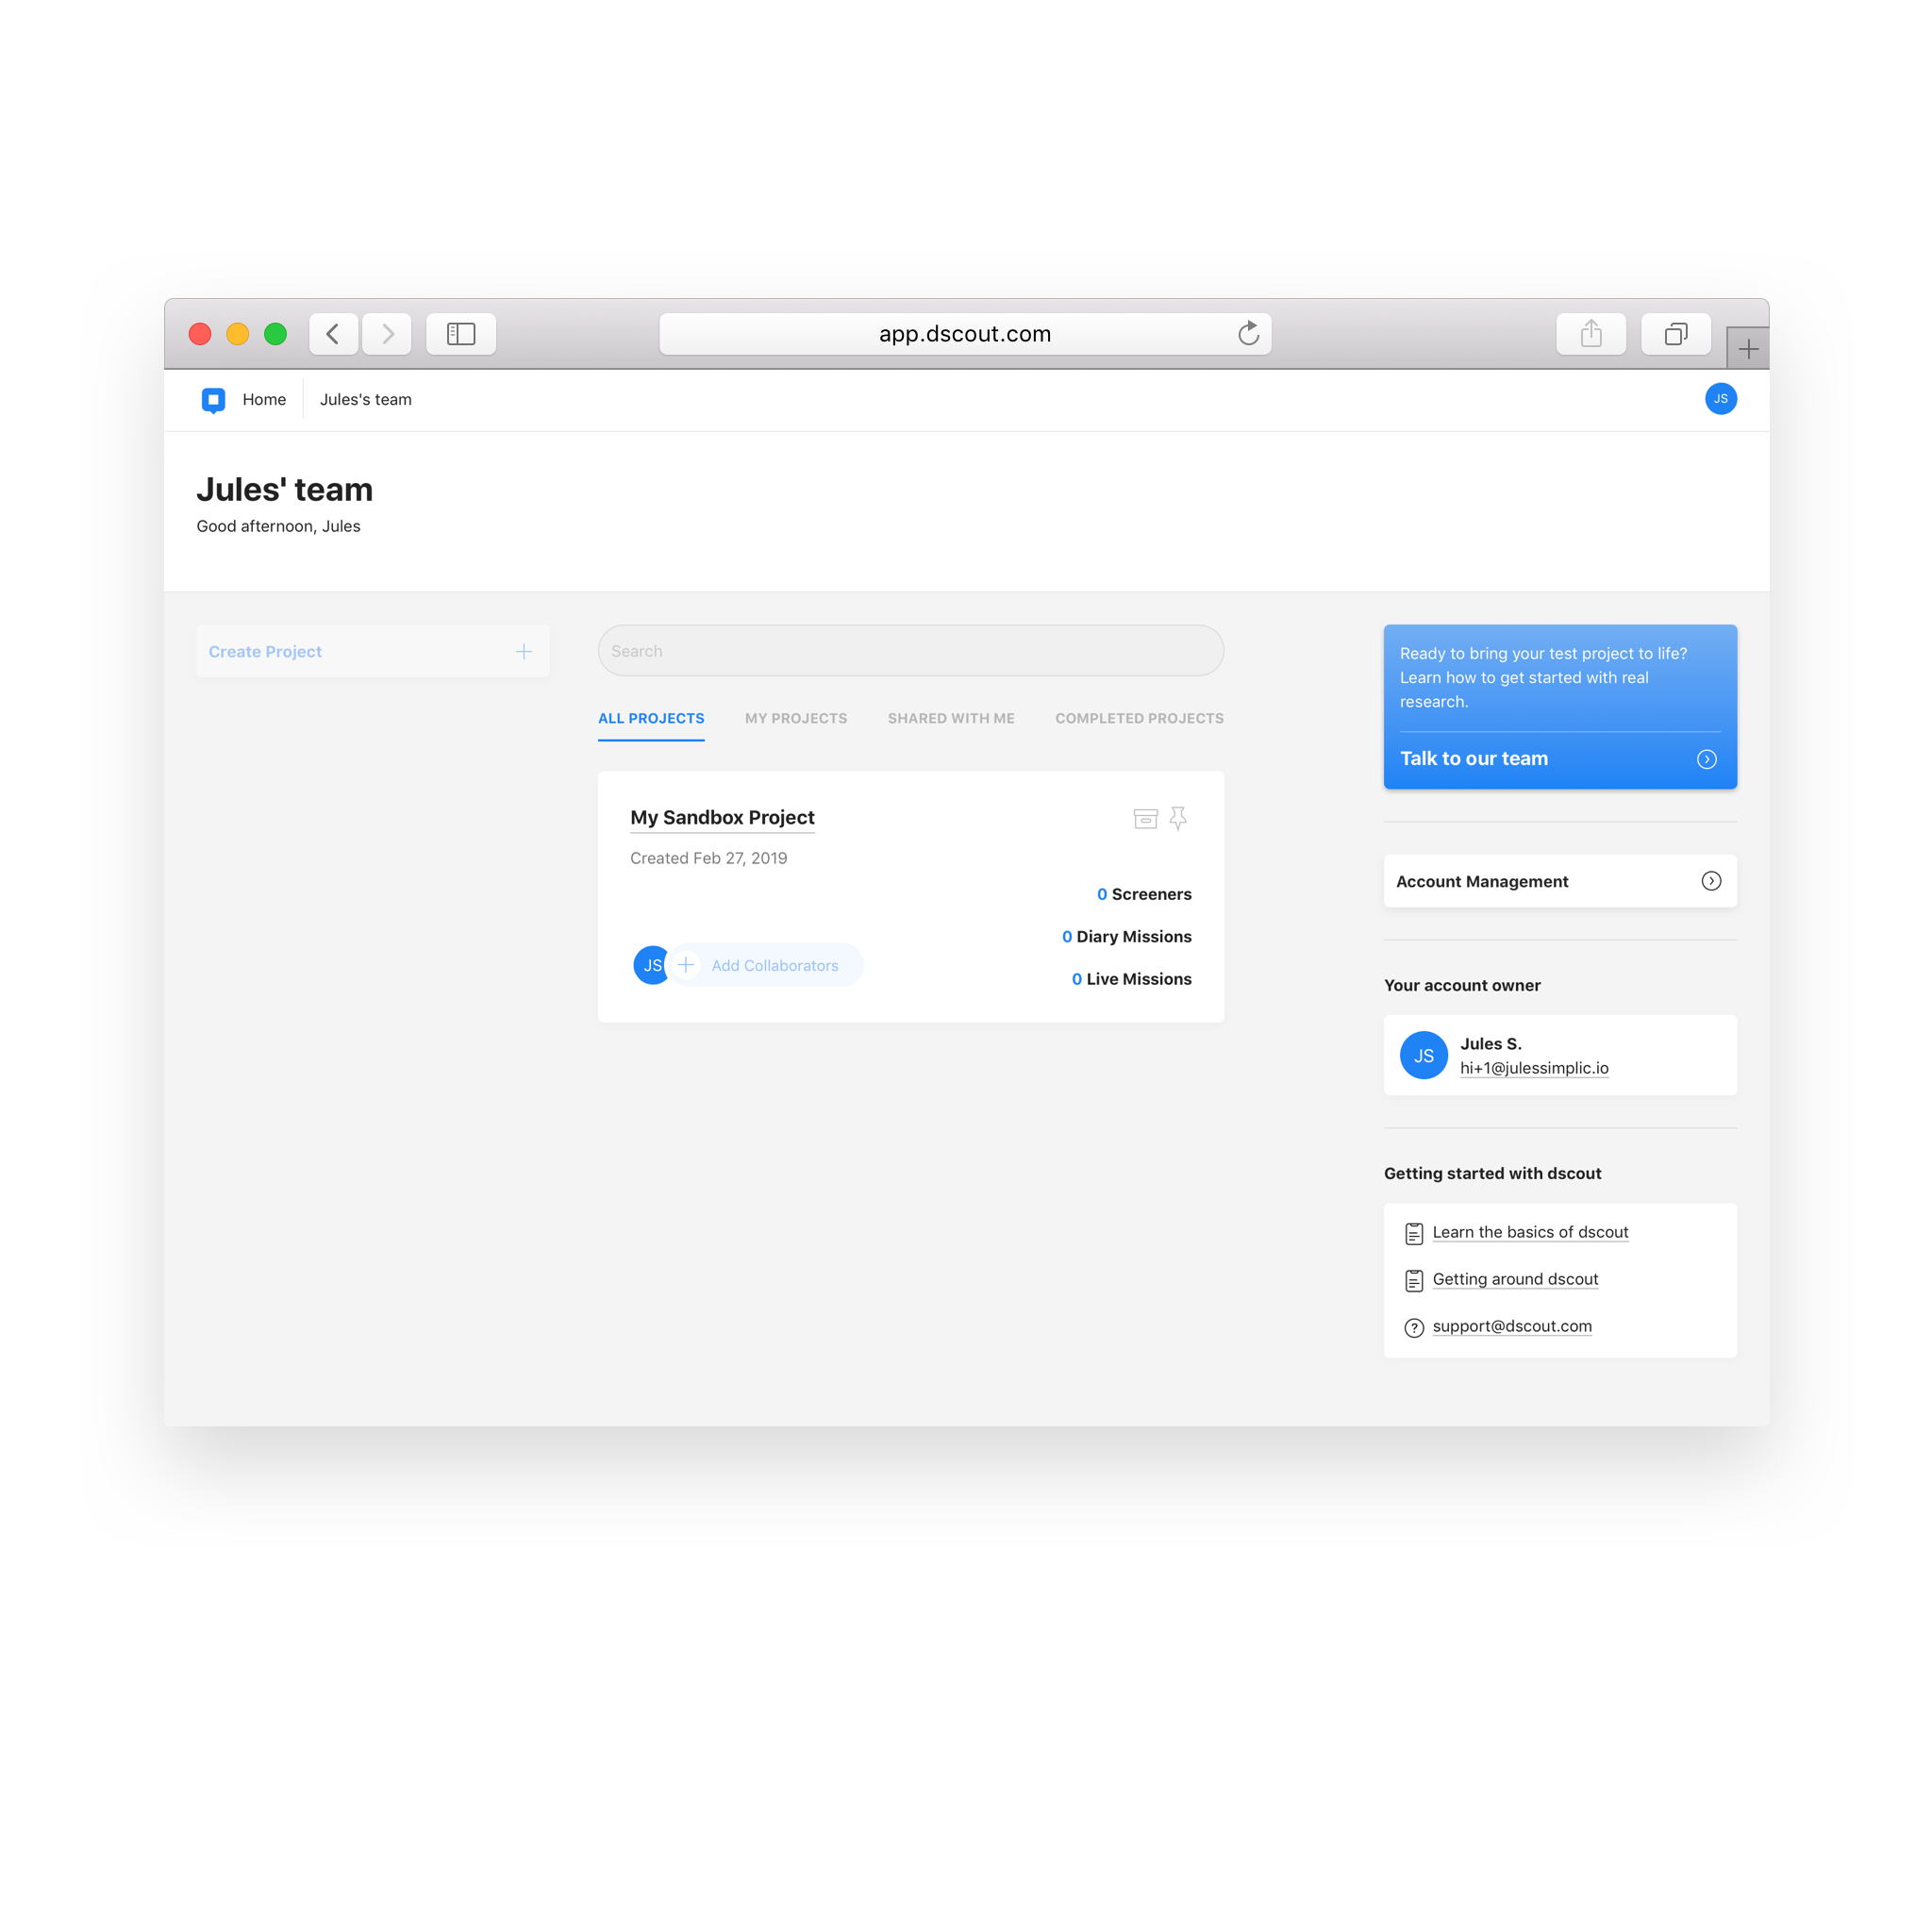 app.dscout.com
Home
Jules's team
JS
Jules' team
Good afternoon, Jules
Create Project
Search
ALL PROJECTS
MY PROJECTS
SHARED WITH ME
COMPLETED PROJECTS
My Sandbox Project
Created Feb 27, 2019
0 Screeners
0 Diary Missions
0 Live Missions
JS
Add Collaborators
Ready to bring your test project to life?
Learn how to get started with real
research.
Talk to our team
Account Management
Your account owner
JS
Jules S.
hi+1@julessimplic.io
Getting started with dscout
Learn the basics of dscout
Getting around dscout
support@dscout.com